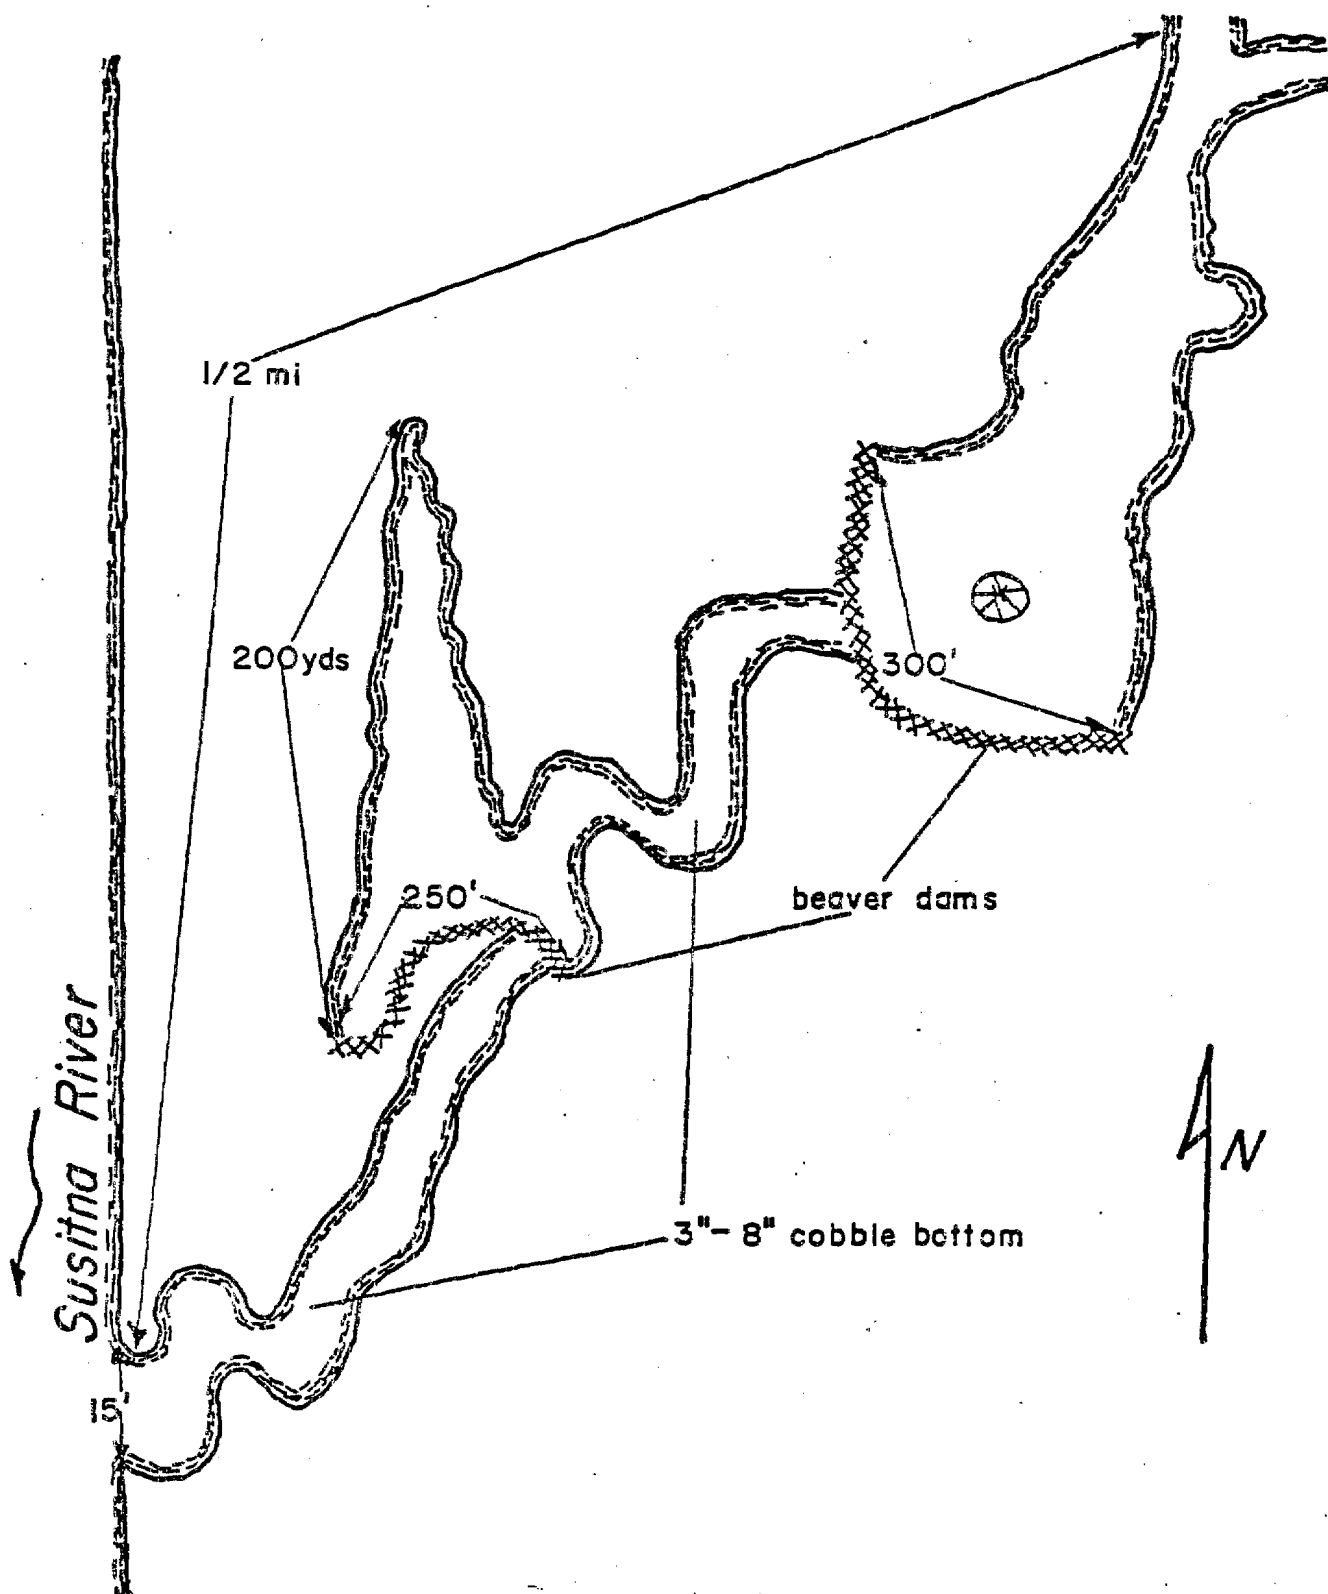 1/2 mi
200yds
300'
250'
beaver dams
Susitna River
N
3"-8" cobble bottom
15'